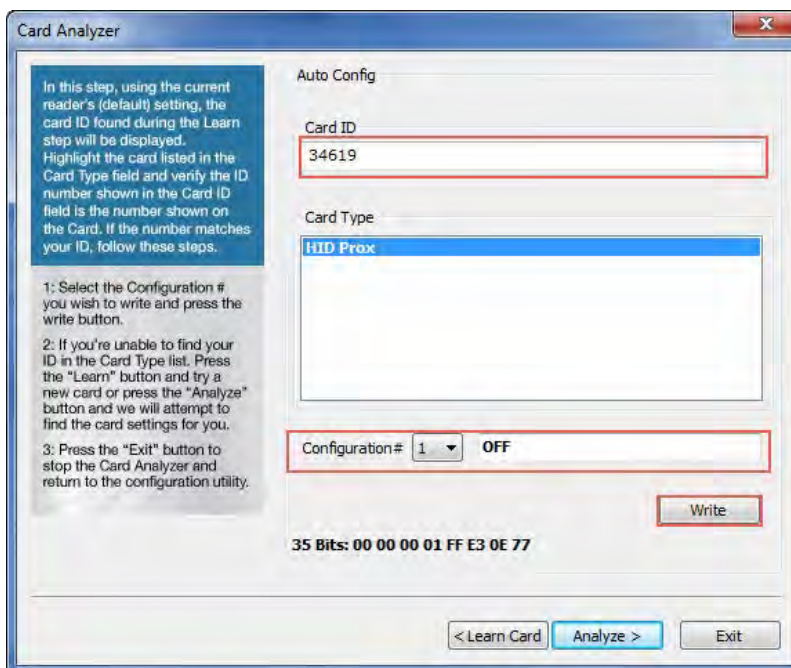 Card Analyzer
In this step, using the current
reader's (default) setting, the
card ID found during the Learn
step will be displayed.
Highlight the card listed in the
Card Type field and verify the ID
number shown in the Card ID
field is the number shown on
the Card. If the number matches
your ID, follow these steps.
1: Select the Configuration #
you wish to write and press the
write button.
2: If you're unable to find your
ID in the Card Type list. Press
the "Learn" button and try a
new card or press the "Analyze"
button and we will attempt to
find the card settings for you.
3: Press the "Exit" button to
stop the Card Analyzer and
return to the configuration utility.
Auto Config
Card ID
34619
Card Type
HID Prox
Configuration# 1 OFF
Write
35 Bits: 00 00 00 01 FF E3 0E 77
< Learn Card Analyze > Exit